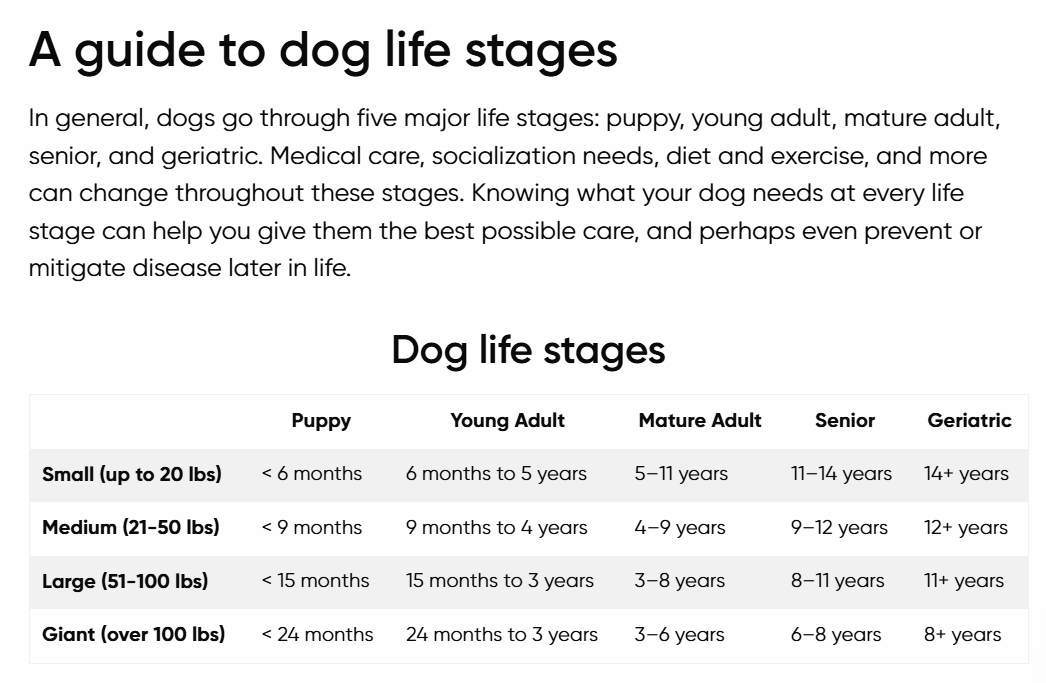 A guide to dog life stages
In general, dogs go through five major life stages: puppy, young adult, mature adult,
senior, and geriatric. Medical care, socialization needs, diet and exercise, and more
can change throughout these stages. Knowing what your dog needs at every life
stage can help you give them the best possible care, and perhaps even prevent or
mitigate disease later in life.
Dog life stages
Puppy Young Adult Mature Adult Senior Geriatric
Small (up to 20 lbs) < 6 months 6 months to 5 years 5–11 years 11–14 years 14+ years
Medium (21-50 lbs) < 9 months 9 months to 4 years 4–9 years 9–12 years 12+ years
Large (51-100 lbs) < 15 months 15 months to 3 years 3–8 years 8–11 years 11+ years
Giant (over 100 lbs) < 24 months 24 months to 3 years 3–6 years 6–8 years 8+ years